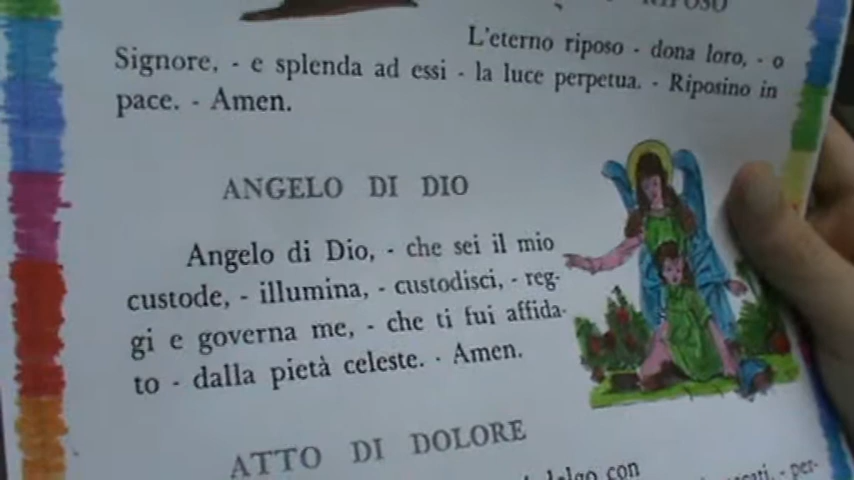 RIPOSO
L'eterno riposo - dona loro, - o
Signore, - e splenda ad essi - la luce perpetua. - Riposino in
pace. - Amen.
ANGELO DI DIO
Angelo di Dio, - che sei il mio
custode, - illumina, - custodisci, - reg-
gi e governa me, - che ti fui affida-
to - dalla pietà celeste. - Amen.
ATTO DI DOLORE
con